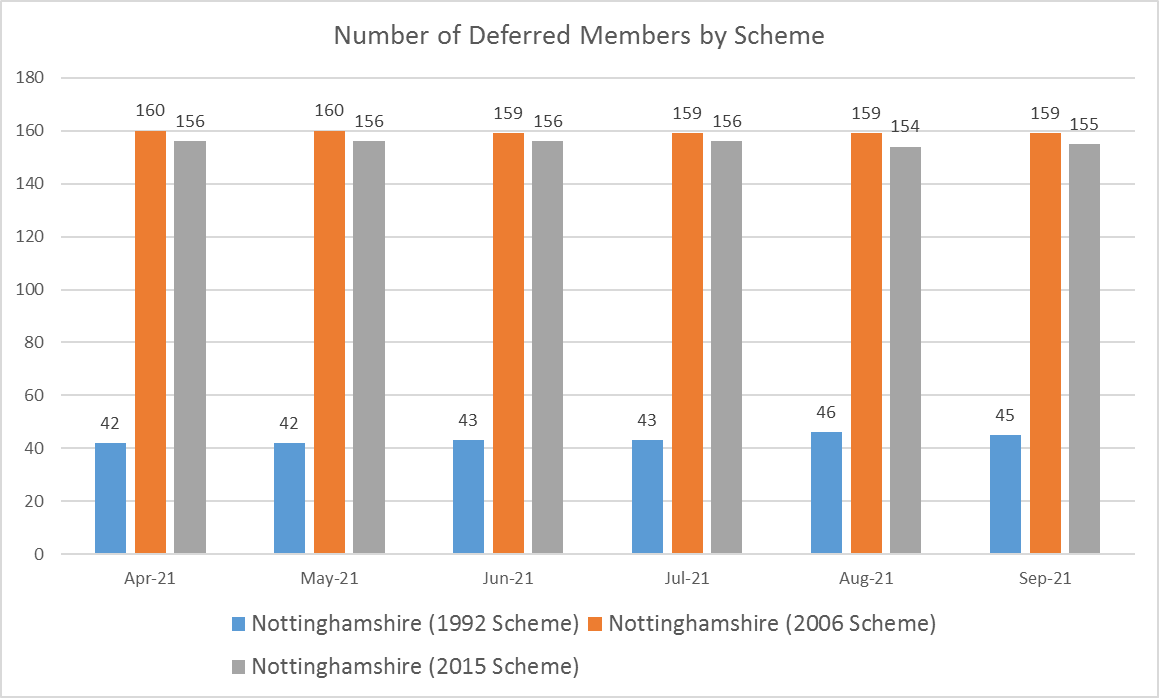 Number of Deferred Members by Scheme
180
160
140
120
100
80
60
40
20
0
42 160 156
42 160 156
43 159 156
43 159 156
46 159 154
45 159 155
Apr-21 May-21 Jun-21 Jul-21 Aug-21 Sep-21
Nottinghamshire (1992 Scheme) Nottinghamshire (2006 Scheme)
Nottinghamshire (2015 Scheme)